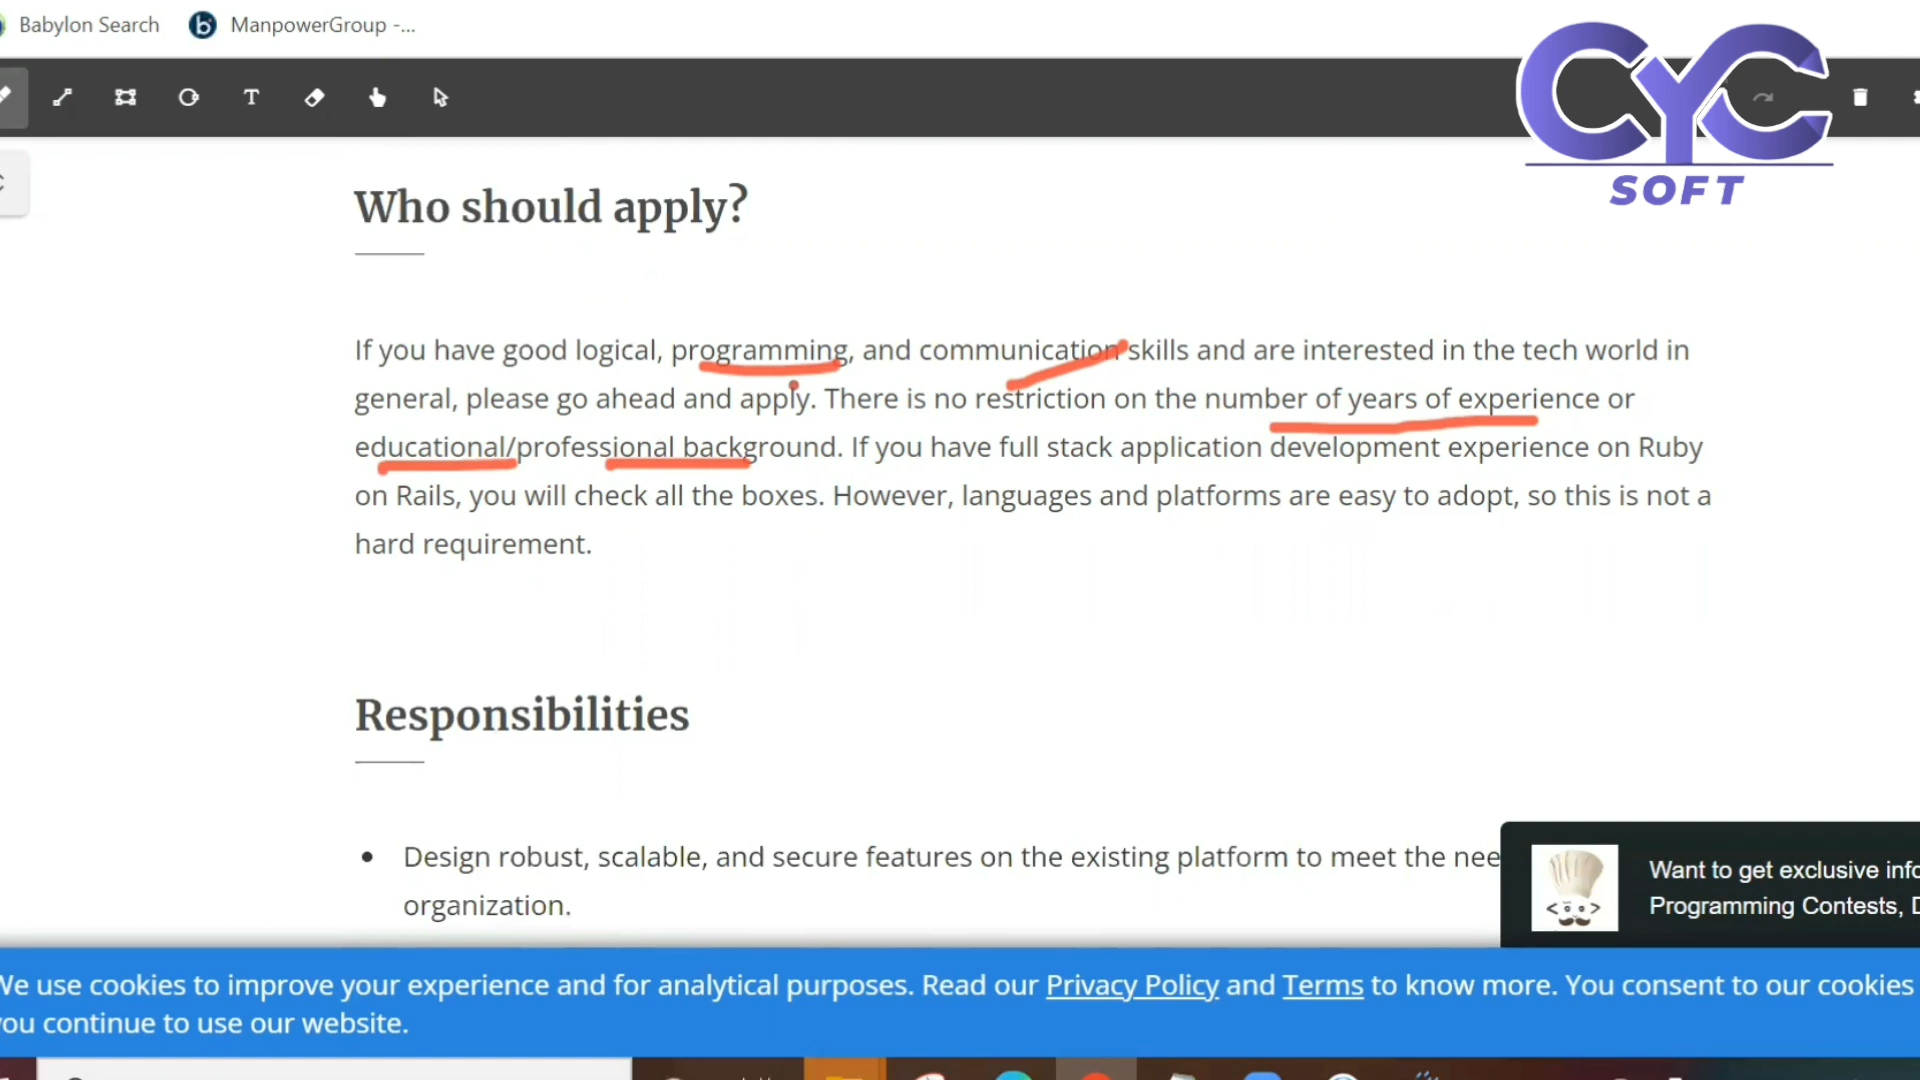 Babylon Search
ManpowerGroup -...
T
CYC
SOFT
Who should apply?
If you have good logical, programming, and communication skills and are interested in the tech world in
general, please go ahead and apply. There is no restriction on the number of years of experience or
educational/professional background. If you have full stack application development experience on Ruby
on Rails, you will check all the boxes. However, languages and platforms are easy to adopt, so this is not a
hard requirement.
Responsibilities
Design robust, scalable, and secure features on the existing platform to meet the nee
organization.
Want to get exclusive info
Programming Contests, D
We use cookies to improve your experience and for analytical purposes. Read our Privacy Policy and Terms to know more. You consent to our cookies
you continue to use our website.